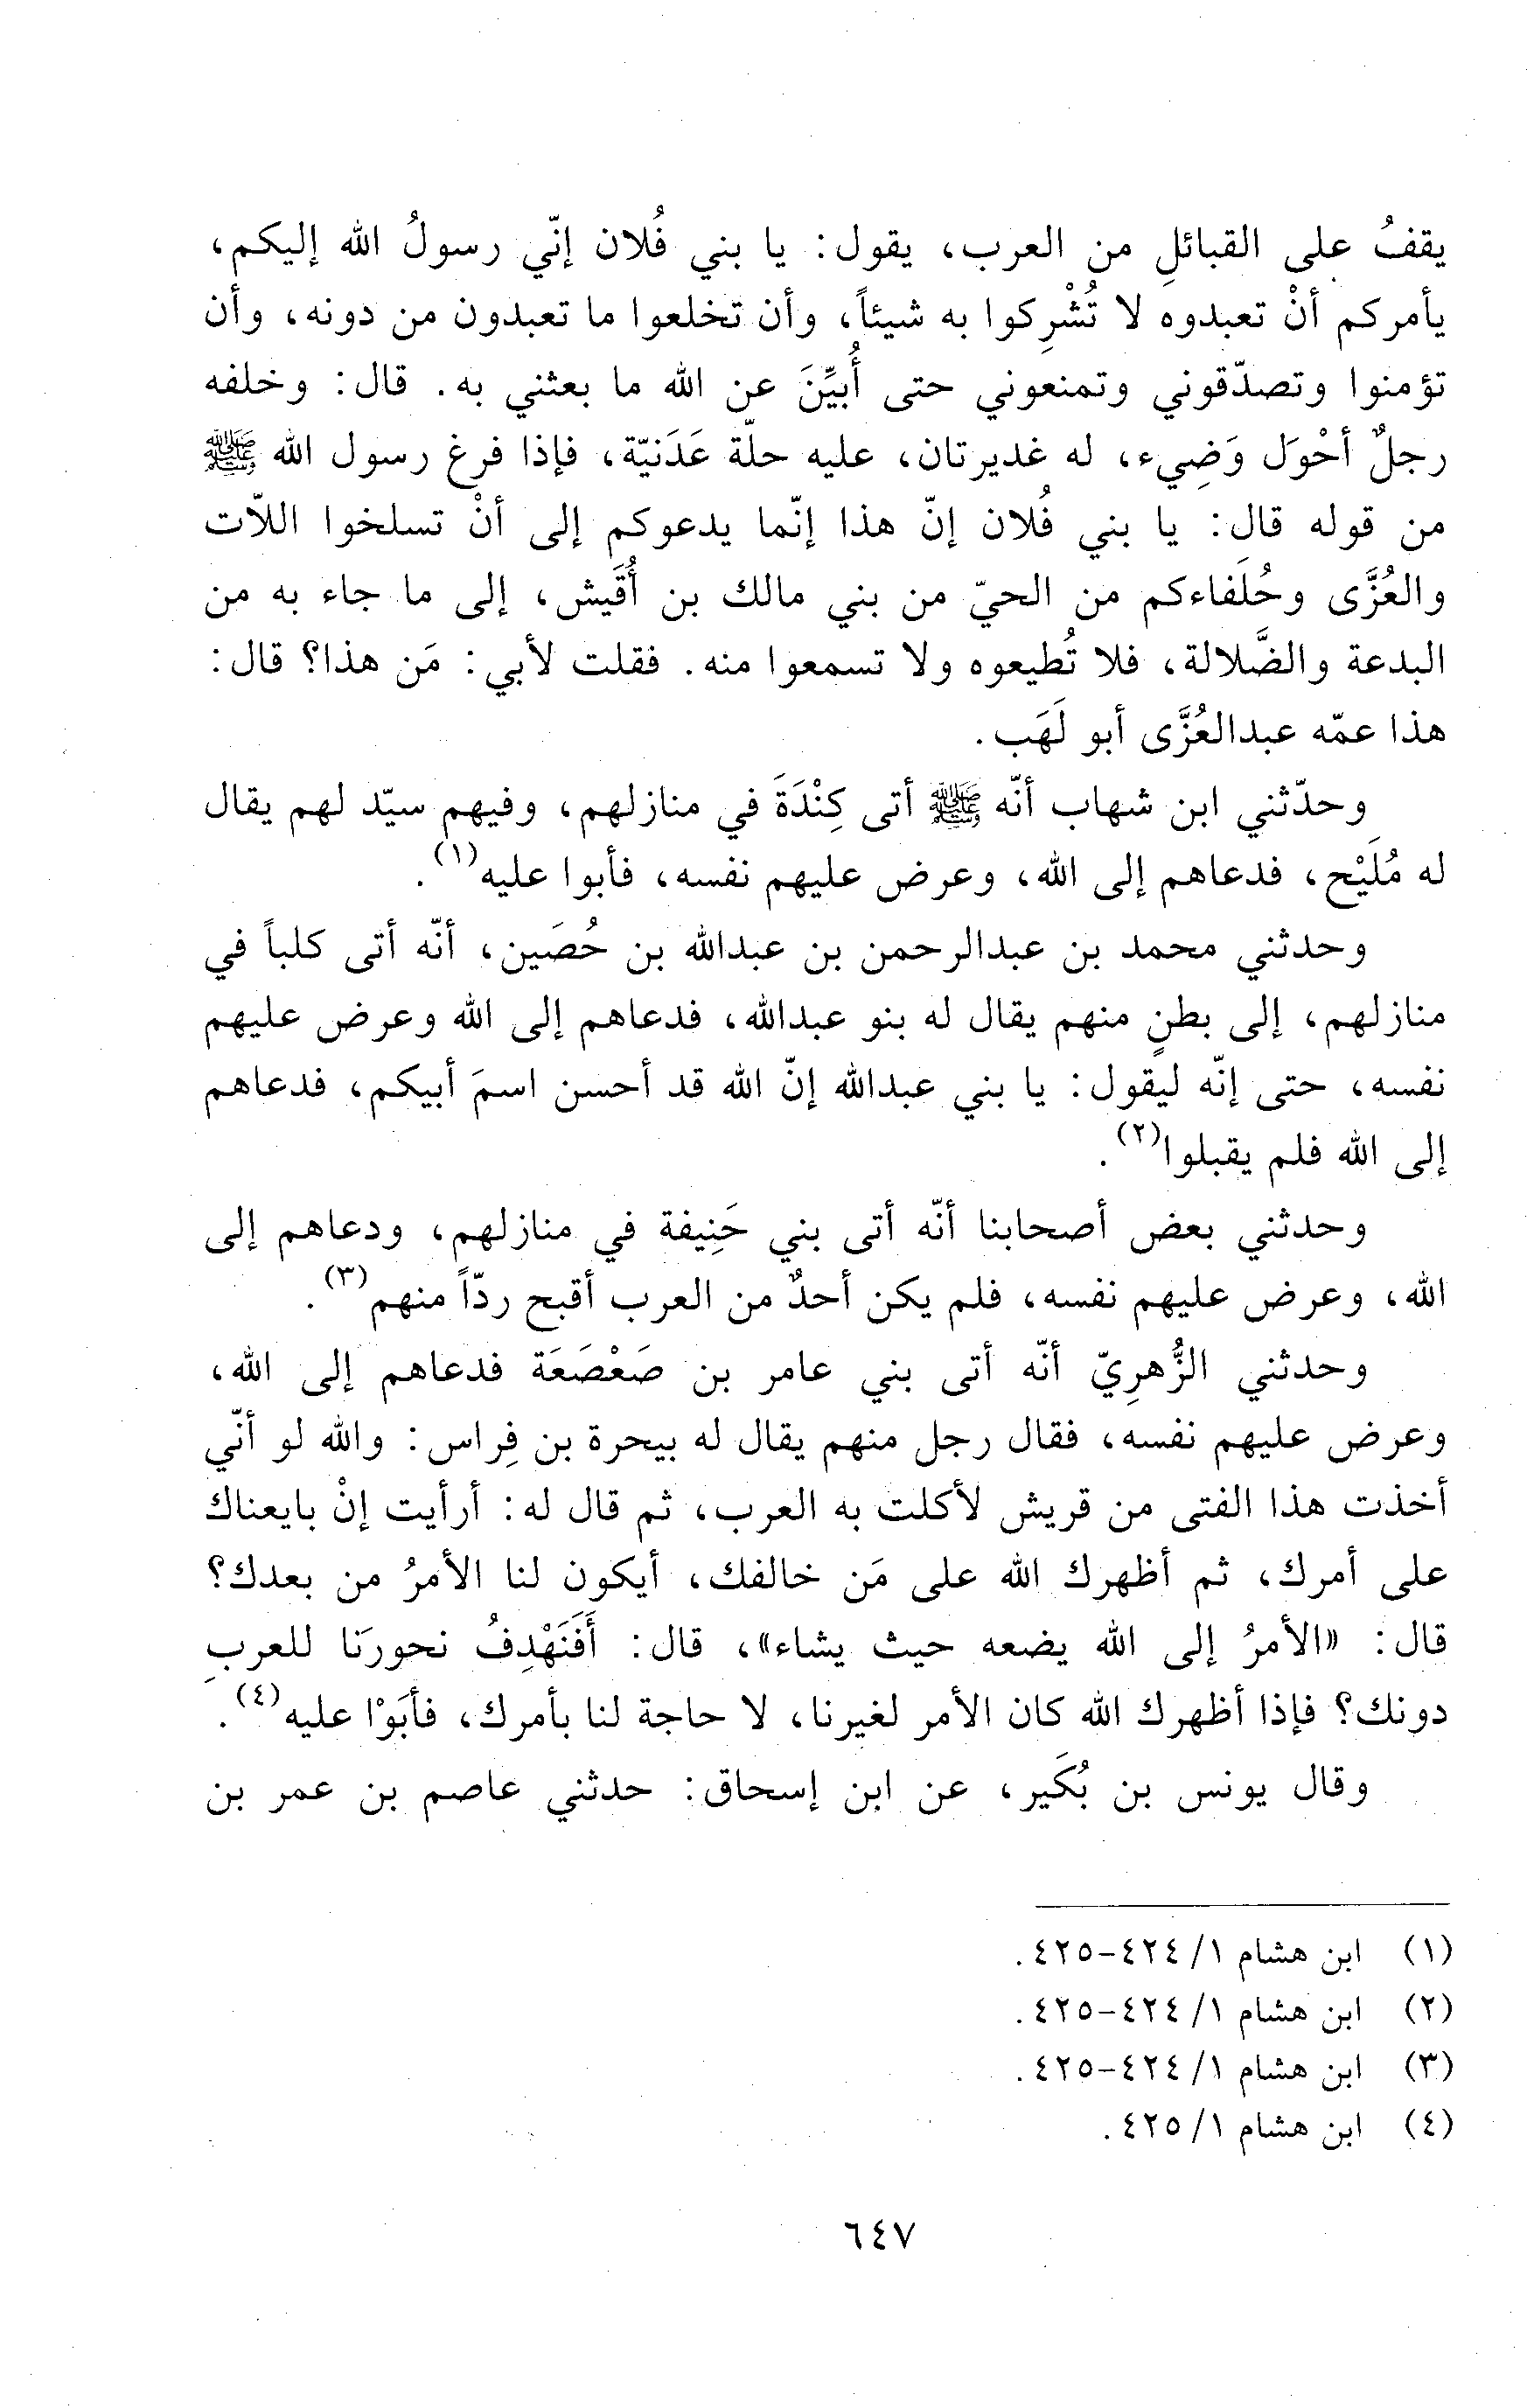 يقفُ على القبائلِ من العرب، يقول: يا بني فُلان إنّي رسولُ الله إليكم،
يأمركم أنْ تعبدوه لا تُشْرِكوا به شيئاً، وأن تخلعوا ما تعبدون من دونه، وأن
تؤمنوا وتصدّقوني وتمنعوني حتى أُبيِّنَ عن الله ما بعثني به. قال: وخلفه
رجلٌ أحْوَل وَضِيء، له غديرتان، عليه حلّة عَدَنيّة، فإذا فرغ رسول الله ﷺ
من قوله قال: يا بني فُلان إنّ هذا إنّما يدعوكم إلى أنْ تسلخوا اللّات
والعُزَّى وحُلَفاءكم من الحيّ من بني مالك بن أُقَيش، إلى ما جاء به من
البدعة والضَّلالة، فلا تُطيعوه ولا تسمعوا منه. فقلت لأبي: مَن هذا؟ قال:
هذا عمّه عبدالعُزَّى أبو لَهَب.
وحدّثني ابن شهاب أنّه ﷺ أتى كِنْدَةَ في منازلهم، وفيهم سيّد لهم يقال
له مُلَيْح، فدعاهم إلى الله، وعرض عليهم نفسه، فأبوا عليه(١).
وحدثني محمد بن عبدالرحمن بن عبدالله بن حُصَين، أنّه أتى كلباً في
منازلهم، إلى بطنٍ منهم يقال له بنو عبدالله، فدعاهم إلى الله وعرض عليهم
نفسه، حتى إنّه ليقول: يا بني عبدالله إنّ الله قد أحسن اسمَ أبيكم، فدعاهم
إلى الله فلم يقبلوا(٢).
وحدثني بعض أصحابنا أنّه أتى بني حَنِيفة في منازلهم، ودعاهم إلى
الله، وعرض عليهم نفسه، فلم يكن أحدٌ من العرب أقبح ردّاً منهم(٣).
وحدثني الزُّهرِيّ أنّه أتى بني عامر بن صَعْصَعَة فدعاهم إلى الله،
وعرض عليهم نفسه، فقال رجل منهم يقال له بيحرة بن فِراس: والله لو أنّي
أخذت هذا الفتى من قريش لأكلت به العرب، ثم قال له: أرأيت إنْ بايعناك
على أمرك، ثم أظهرك الله على مَن خالفك، أيكون لنا الأمرُ من بعدك؟
قال: «الأمرُ إلى الله يضعه حيث يشاء»، قال: أَفَنَهْدِفُ نحورَنا للعربِ
دونك؟ فإذا أظهرك الله كان الأمر لغيرنا، لا حاجة لنا بأمرك، فأبَوْا عليه(٤).
وقال يونس بن بُكَير، عن ابن إسحاق: حدثني عاصم بن عمر بن
(١) ابن هشام ١/ ٤٢٤-٤٢٥.
(٢) ابن هشام ١/ ٤٢٤-٤٢٥.
(٣) ابن هشام ١/ ٤٢٤-٤٢٥.
(٤) ابن هشام ١/ ٤٢٥.
٦٤٧